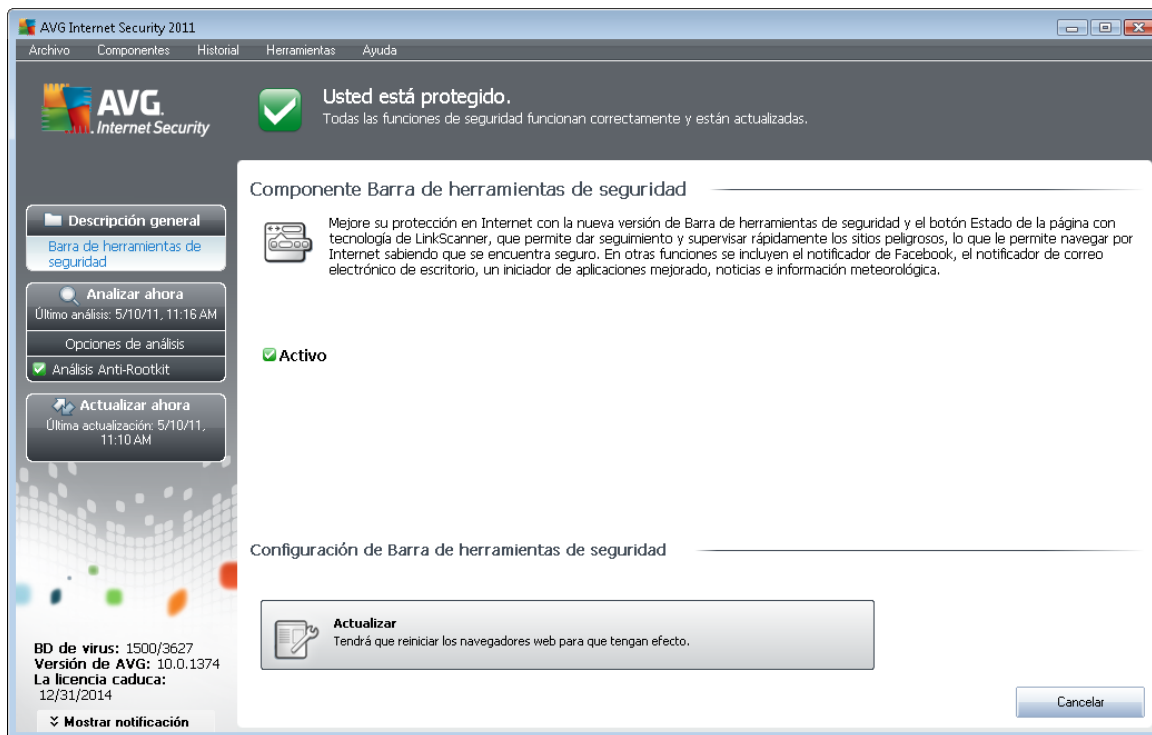 AVG Internet Security 2011
Archivo Componentes Historial Herramientas Ayuda
AVG.
Internet Security
Usted está protegido.
Todas las funciones de seguridad funcionan correctamente y están actualizadas.
Descripción general
Barra de herramientas de
seguridad
Analizar ahora
Último análisis: 5/10/11, 11:16 AM
Opciones de análisis
Análisis Anti-Rootkit
Actualizar ahora
Última actualización: 5/10/11,
11:10 AM
BD de virus: 1500/3627
Versión de AVG: 10.0.1374
La licencia caduca:
12/31/2014
Mostrar notificación
Componente Barra de herramientas de seguridad
Mejore su protección en Internet con la nueva versión de Barra de herramientas de seguridad y el botón Estado de la página con
tecnología de LinkScanner, que permite dar seguimiento y supervisar rápidamente los sitios peligrosos, lo que le permite navegar por
Internet sabiendo que se encuentra seguro. En otras funciones se incluyen el notificador de Facebook, el notificador de correo
electrónico de escritorio, un iniciador de aplicaciones mejorado, noticias e información meteorológica.
Activo
Configuración de Barra de herramientas de seguridad
Actualizar
Tendrá que reiniciar los navegadores web para que tengan efecto.
Cancelar